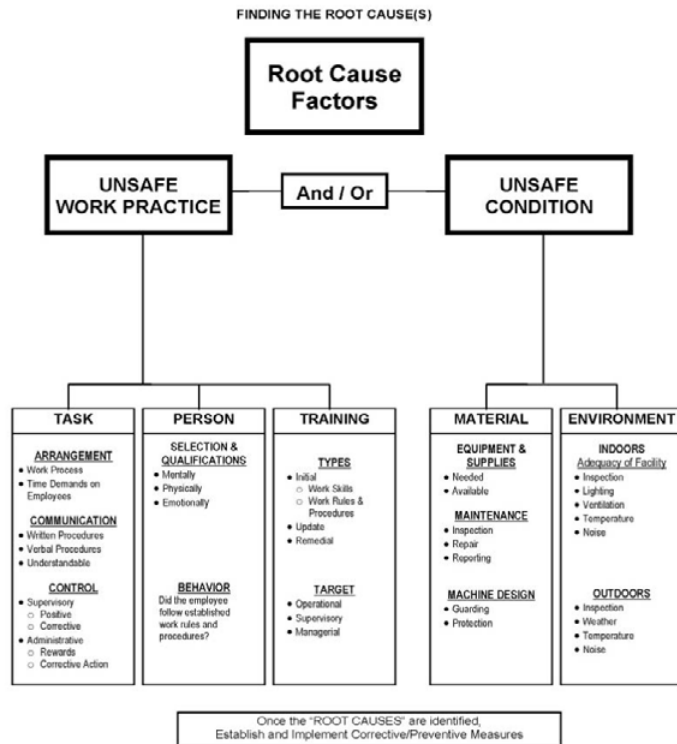 FINDING THE ROOT CAUSE(S)
Root Cause
Factors
UNSAFE
WORK PRACTICE
And / Or
UNSAFE
CONDITION
TASK
ARRANGEMENT
● Work Process
● Time Demands on
Employees
COMMUNICATION
● Written Procedures
● Verbal Procedures
● Understandable
CONTROL
● Supervisory
○ Positive
○ Corrective
● Administrative
○ Rewards
○ Corrective Action
PERSON
SELECTION &
QUALIFICATIONS
● Mentally
● Physically
● Emotionally
BEHAVIOR
Did the employee
follow established
work rules and
procedures?
TRAINING
TYPES
● Initial
○ Work Skills
○ Work Rules &
Procedures
● Update
● Remedial
TARGET
● Operational
● Supervisory
● Managerial
MATERIAL
EQUIPMENT &
SUPPLIES
● Needed
● Available
MAINTENANCE
● Inspection
● Repair
● Reporting
MACHINE DESIGN
● Guarding
● Protection
ENVIRONMENT
INDOORS
Adequacy of Facility
● Inspection
● Lighting
● Ventilation
● Temperature
● Noise
OUTDOORS
● Inspection
● Weather
● Temperature
● Noise
Once the "ROOT CAUSES" are identified,
Establish and Implement Corrective/Preventive Measures